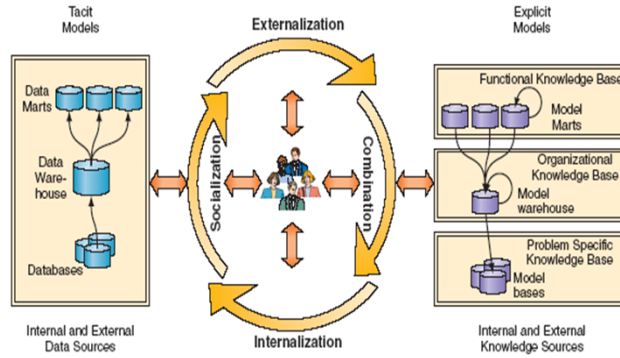 Tacit
Models
Externalization
Explicit
Models
Data
Marts
Data
Ware-
house
Databases
Socialization
Combination
Functional Knowledge Base
Model
Marts
Organizational
Knowledge Base
Model
warehouse
Problem Specific
Knowledge Base
Model
bases
Internal and External
Data Sources
Internalization
Internal and External
Knowledge Sources